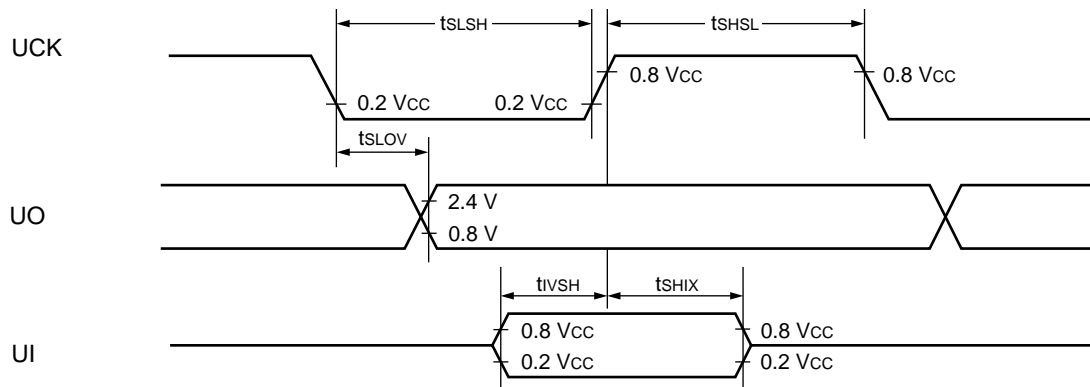 tSLSH tSHSL
UCK
0.8 VCC 0.8 VCC
0.2 VCC 0.2 VCC
tSLOV
UO
2.4 V
0.8 V
tIVSH tSHIX
0.8 VCC 0.8 VCC
UI
0.2 VCC 0.2 VCC